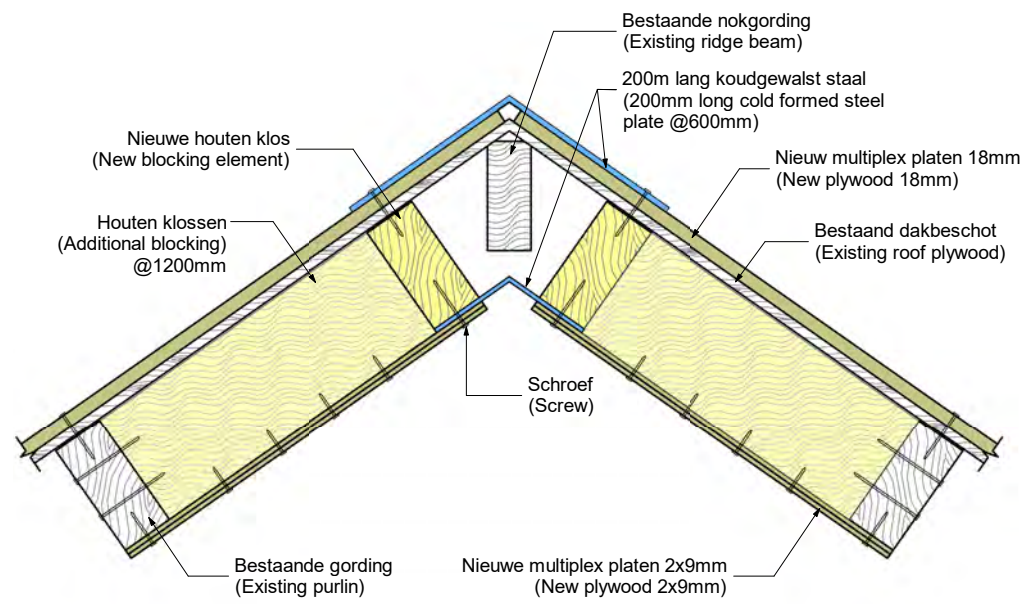 Bestaande nokgording
(Existing ridge beam)
200m lang koudgewalst staal
(200mm long cold formed steel
plate @600mm)
Nieuwe houten klos
(New blocking element)
Nieuw multiplex platen 18mm
(New plywood 18mm)
Houten klossen
(Additional blocking)
@1200mm
Bestaand dakbeschot
(Existing roof plywood)
Schroef
(Screw)
Bestaande gording
(Existing purlin)
Nieuwe multiplex platen 2x9mm
(New plywood 2x9mm)